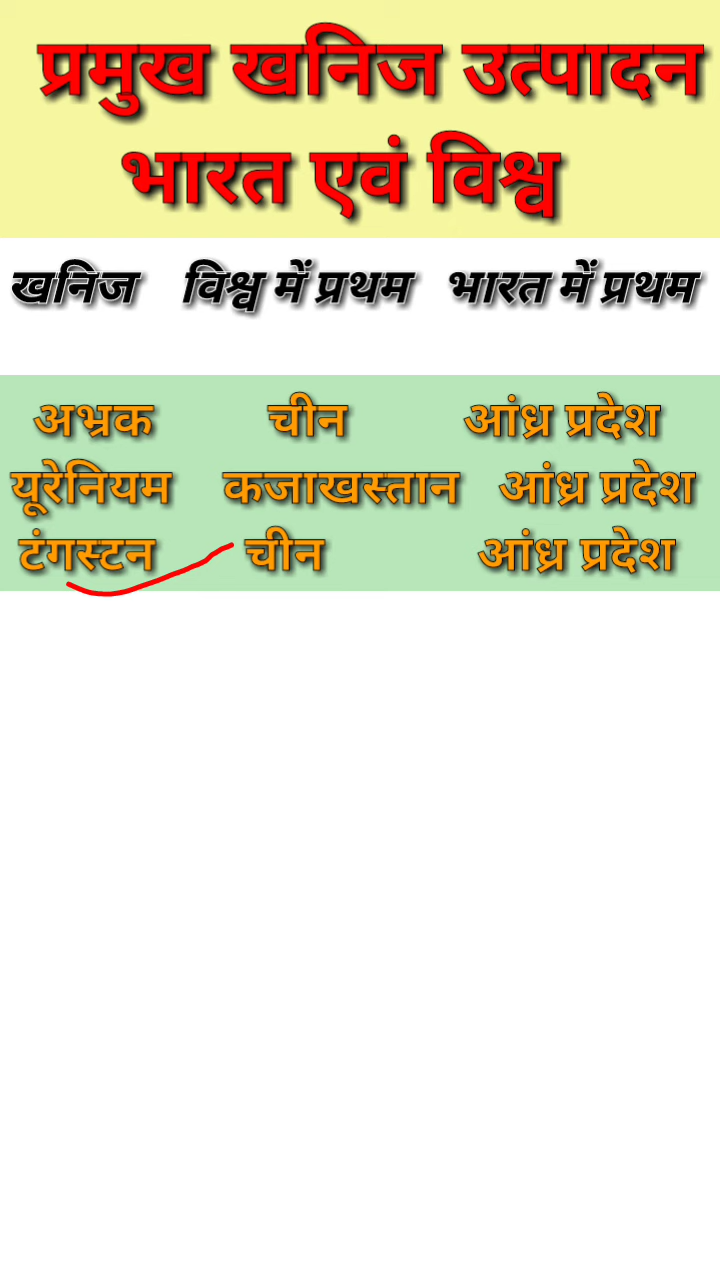 प्रमुख खनिज उत्पादन
भारत एवं विश्व
खनिज विश्व में प्रथम भारत में प्रथम
अभ्रक चीन आंध्र प्रदेश
यूरेनियम कजाखस्तान आंध्र प्रदेश
टंगस्टन चीन आंध्र प्रदेश